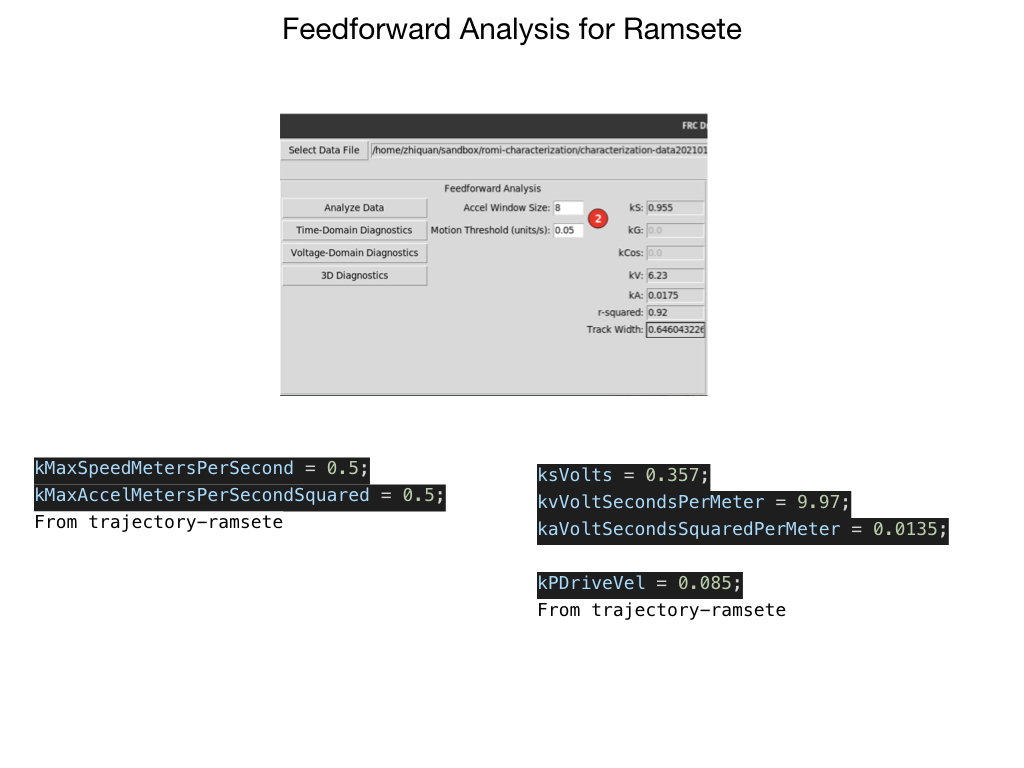 Feedforward Analysis for Ramsete
FRC D
Select Data File /home/zhiquan/sandbox/romi-characterization/characterization-data202101
Feedforward Analysis
Analyze Data Accel Window Size: 8 kS: 0.955
2
Time-Domain Diagnostics Motion Threshold (units/s): 0.05 kG: 0.0
Voltage-Domain Diagnostics kCos: 0.0
3D Diagnostics kV: 6.23
kA: 0.0175
r-squared: 0.92
Track Width: 0.646043226
kMaxSpeedMetersPerSecond = 0.5;
kMaxAccelMetersPerSecondSquared = 0.5;
From trajectory-ramsete
ksVolts = 0.357;
kvVoltSecondsPerMeter = 9.97;
kaVoltSecondsSquaredPerMeter = 0.0135;
kPDriveVel = 0.085;
From trajectory-ramsete